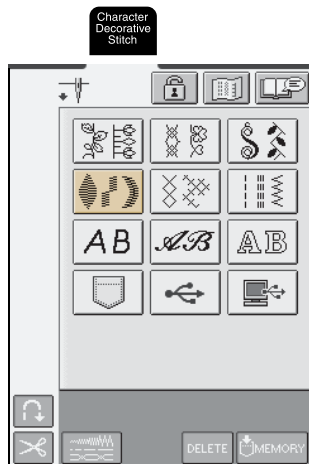 Character
Decorative
Stitch
AB
AB
AB
DELETE
MEMORY